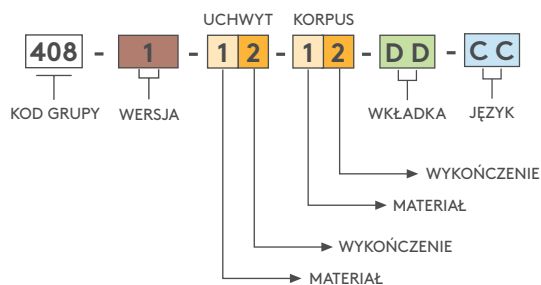 UCHWYT KORPUS
408 - 1 - 1 2 - 1 2 - D D - C C
KOD GRUPY WERSJA WKŁADKA JĘZYK
WYKOŃCZENIE
MATERIAŁ
WYKOŃCZENIE
MATERIAŁ